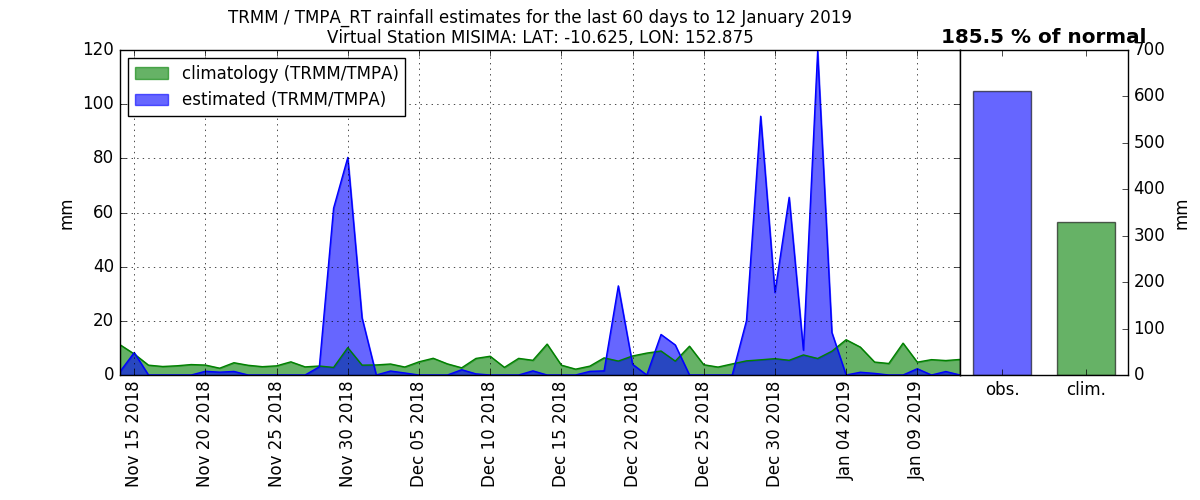 TRMM / TMPA_RT rainfall estimates for the last 60 days to 12 January 2019
Virtual Station MISIMA: LAT: -10.625, LON: 152.875
185.5 % of normal
climatology (TRMM/TMPA)
estimated (TRMM/TMPA)
120
100
80
60
40
20
0
mm
Nov 15 2018
Nov 20 2018
Nov 25 2018
Nov 30 2018
Dec 05 2018
Dec 10 2018
Dec 15 2018
Dec 20 2018
Dec 25 2018
Dec 30 2018
Jan 04 2019
Jan 09 2019
700
600
500
400
300
200
100
0
mm
obs.
clim.